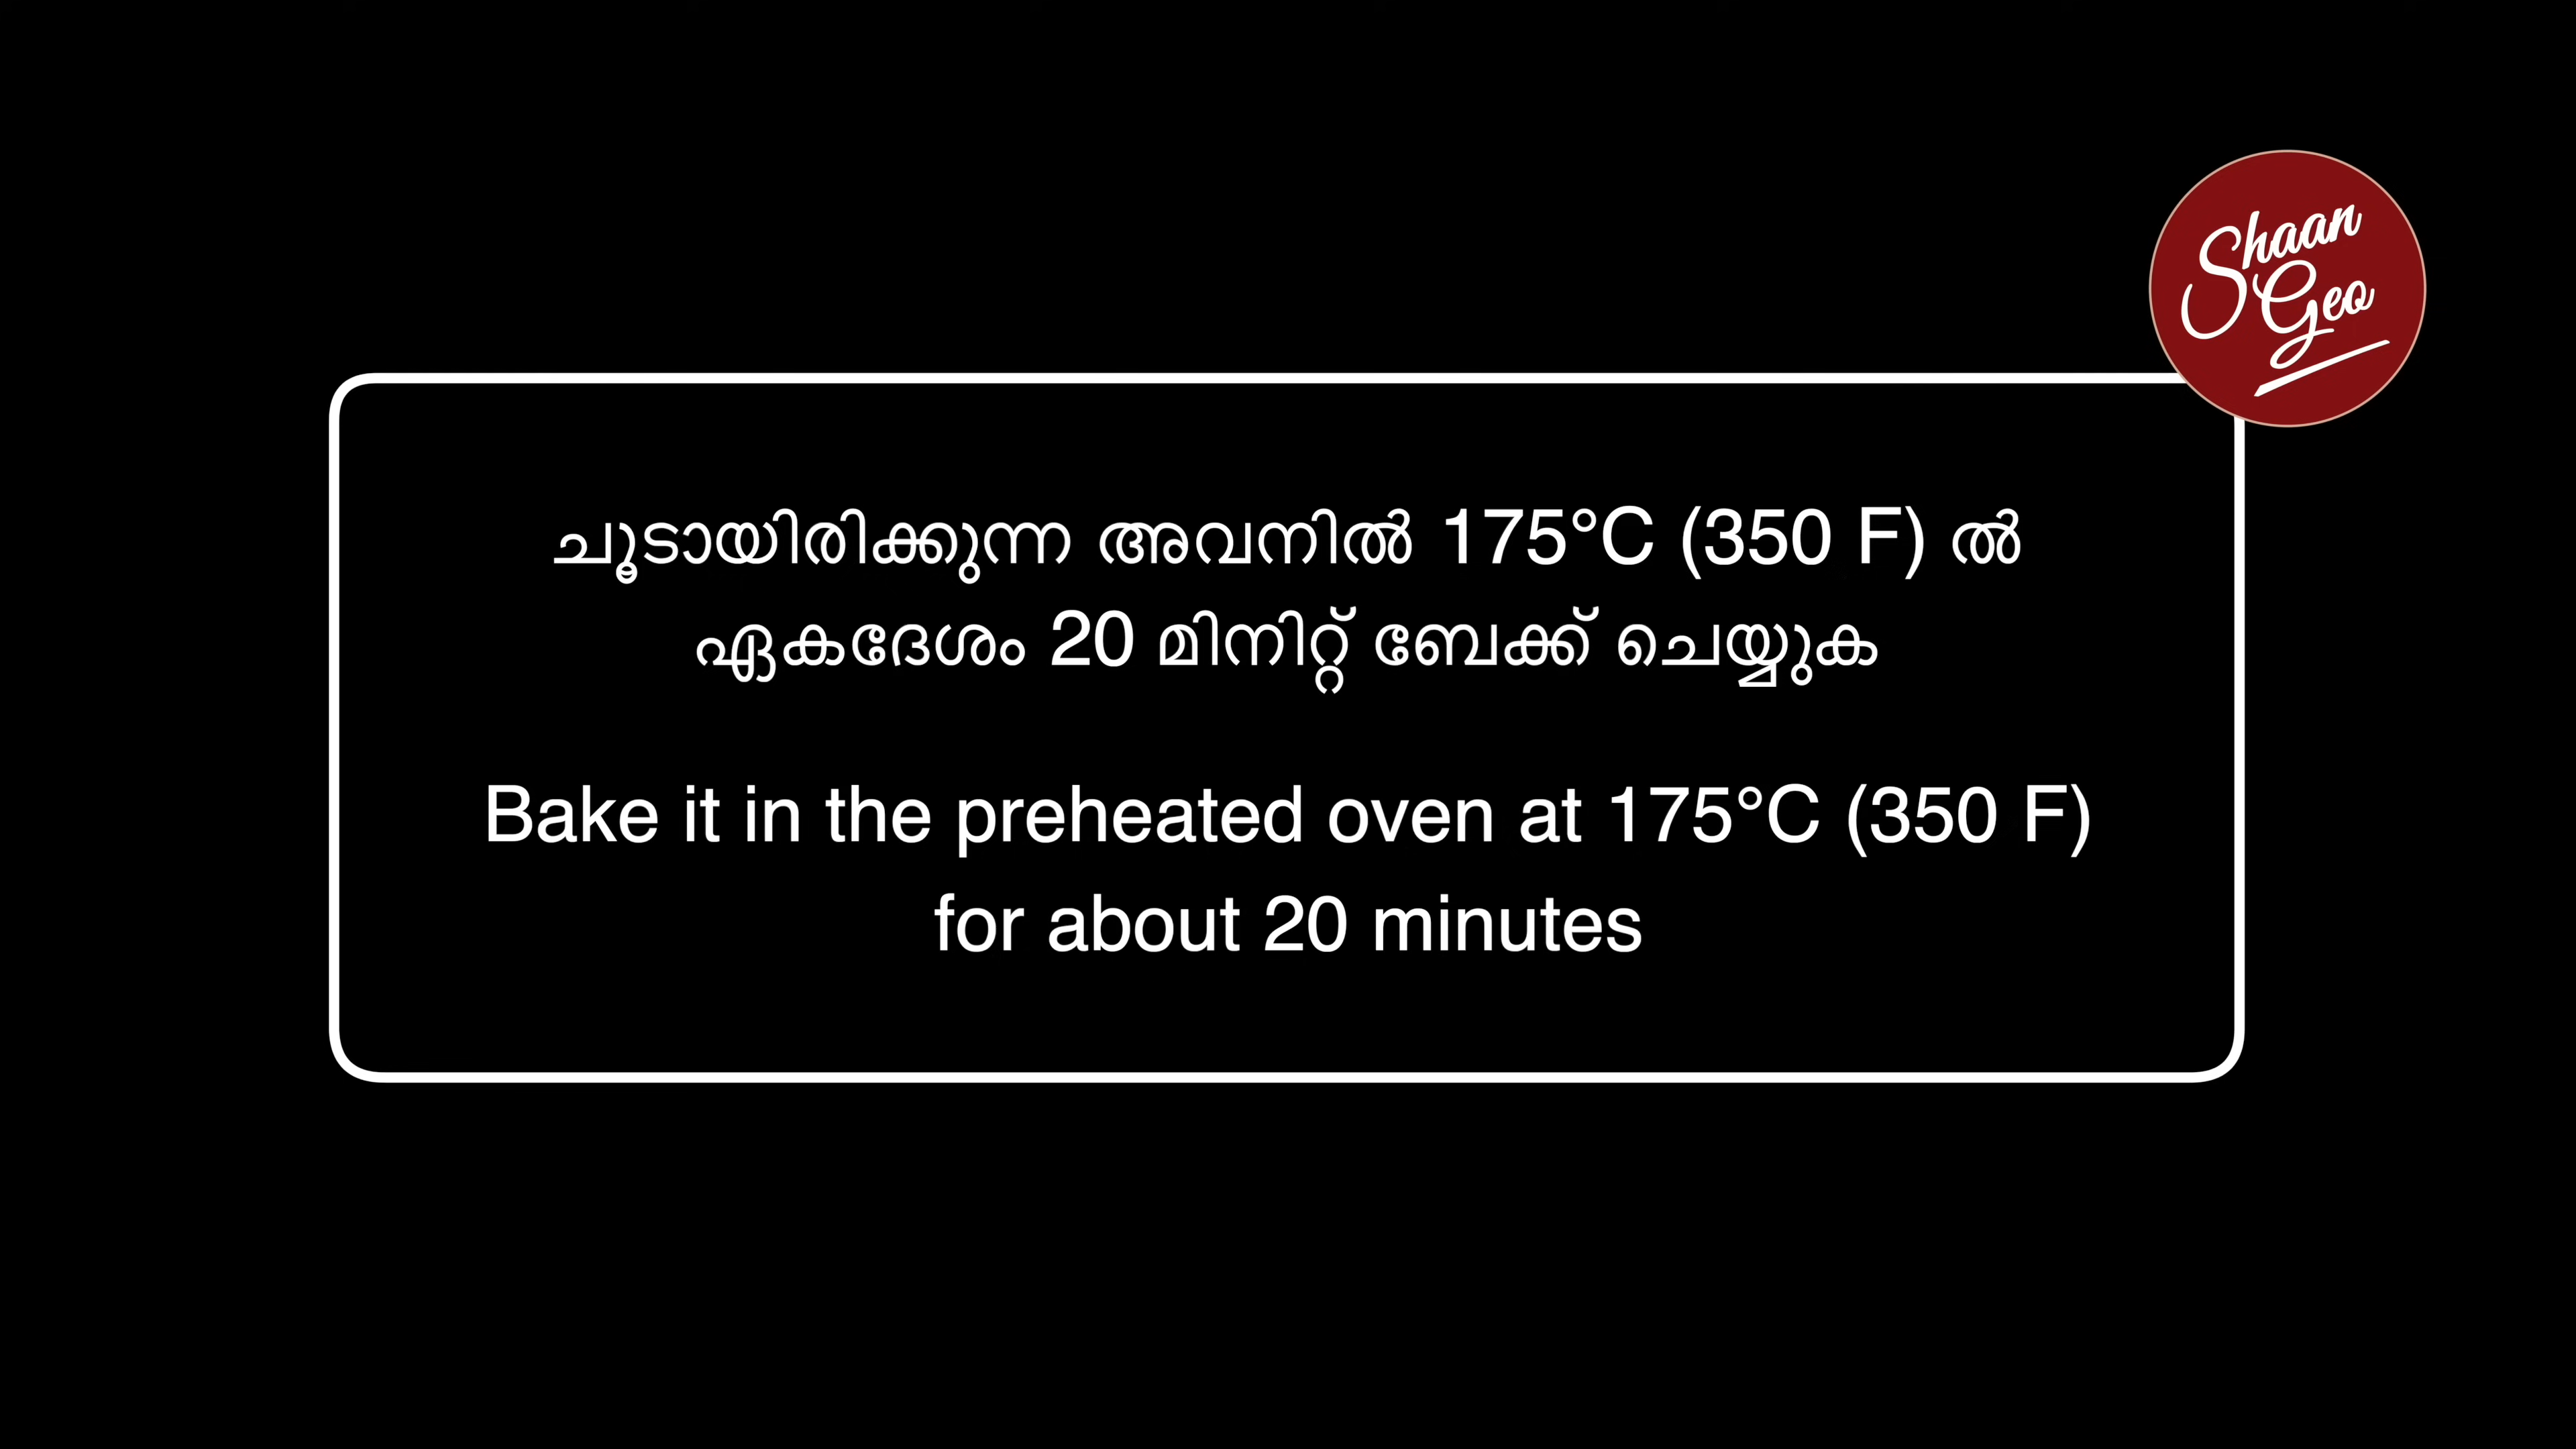 Shaan
Geo
ചൂടായിരിക്കുന്ന അവനിൽ 175°C (350 F) ൽ
ഏകദേശം 20 മിനിറ്റ് ബേക്ക് ചെയ്യുക
Bake it in the preheated oven at 175°C (350 F)
for about 20 minutes